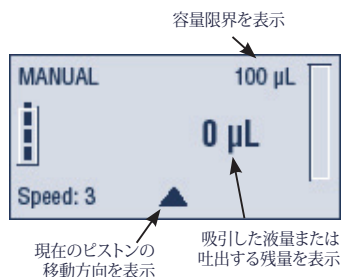 容量限界を表示
MANUAL
100 µL
0 µL
Speed: 3
現在のピストンの
移動方向を表示
吸引した液量または
吐出する残量を表示